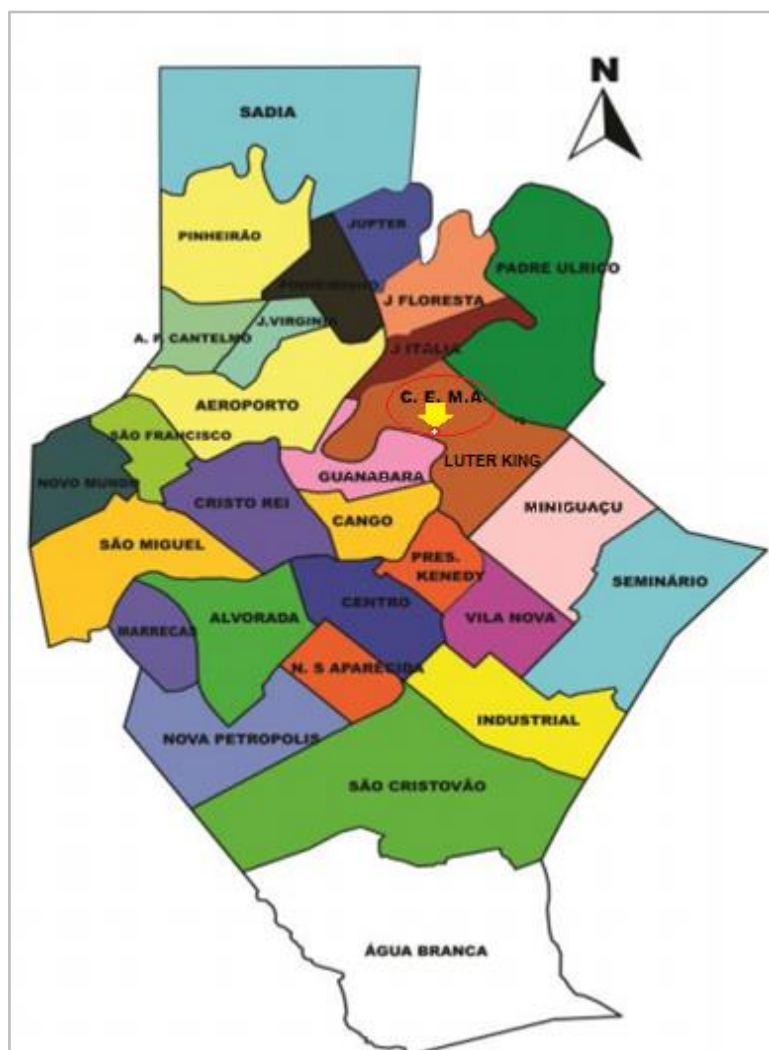 N
SADIA
JUPTER
PINHEIRÃO
PADRE ULRICO
PINHEIRINHO
J FLORESTA
J.VIRGINIA
A. P. CANTELMO
J ITALIA
C. E. M.A
AEROPORTO
SÃO FRANCISCO
LUTER KING
GUANABARA
NOVO MUNDO
CRISTO REI
MINIGUAÇU
CANGO
SÃO MIGUEL
PRES.
KENEDY
SEMINÁRIO
CENTRO
ALVORADA
VILA NOVA
MARRECAS
N. S APARECIDA
INDUSTRIAL
NOVA PETROPOLIS
SÃO CRISTOVÃO
ÁGUA BRANCA